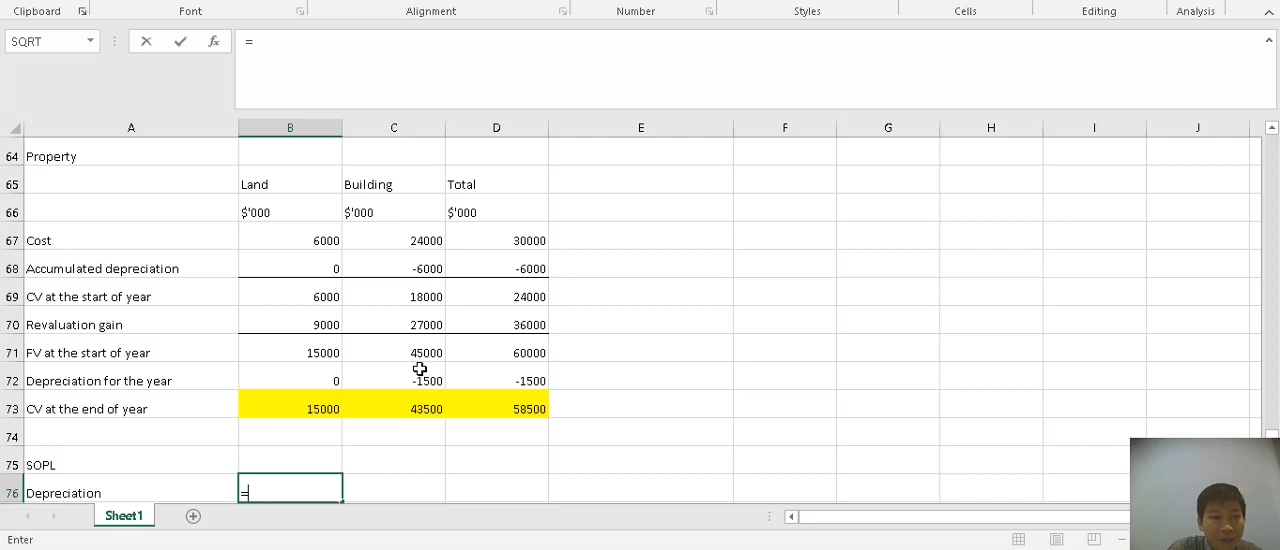 Clipboard Font Alignment Number Styles Cells Editing Analysis
SQRT fx =
A B C D E F G H I J
64 Property
65 Land Building Total
66 $'000 $'000 $'000
67 Cost 6000 24000 30000
68 Accumulated depreciation 0 -6000 -6000
69 CV at the start of year 6000 18000 24000
70 Revaluation gain 9000 27000 36000
71 FV at the start of year 15000 45000 60000
72 Depreciation for the year 0 -1500 -1500
73 CV at the end of year 15000 43500 58500
74
75 SOPL
76 Depreciation =
Sheet1
Enter